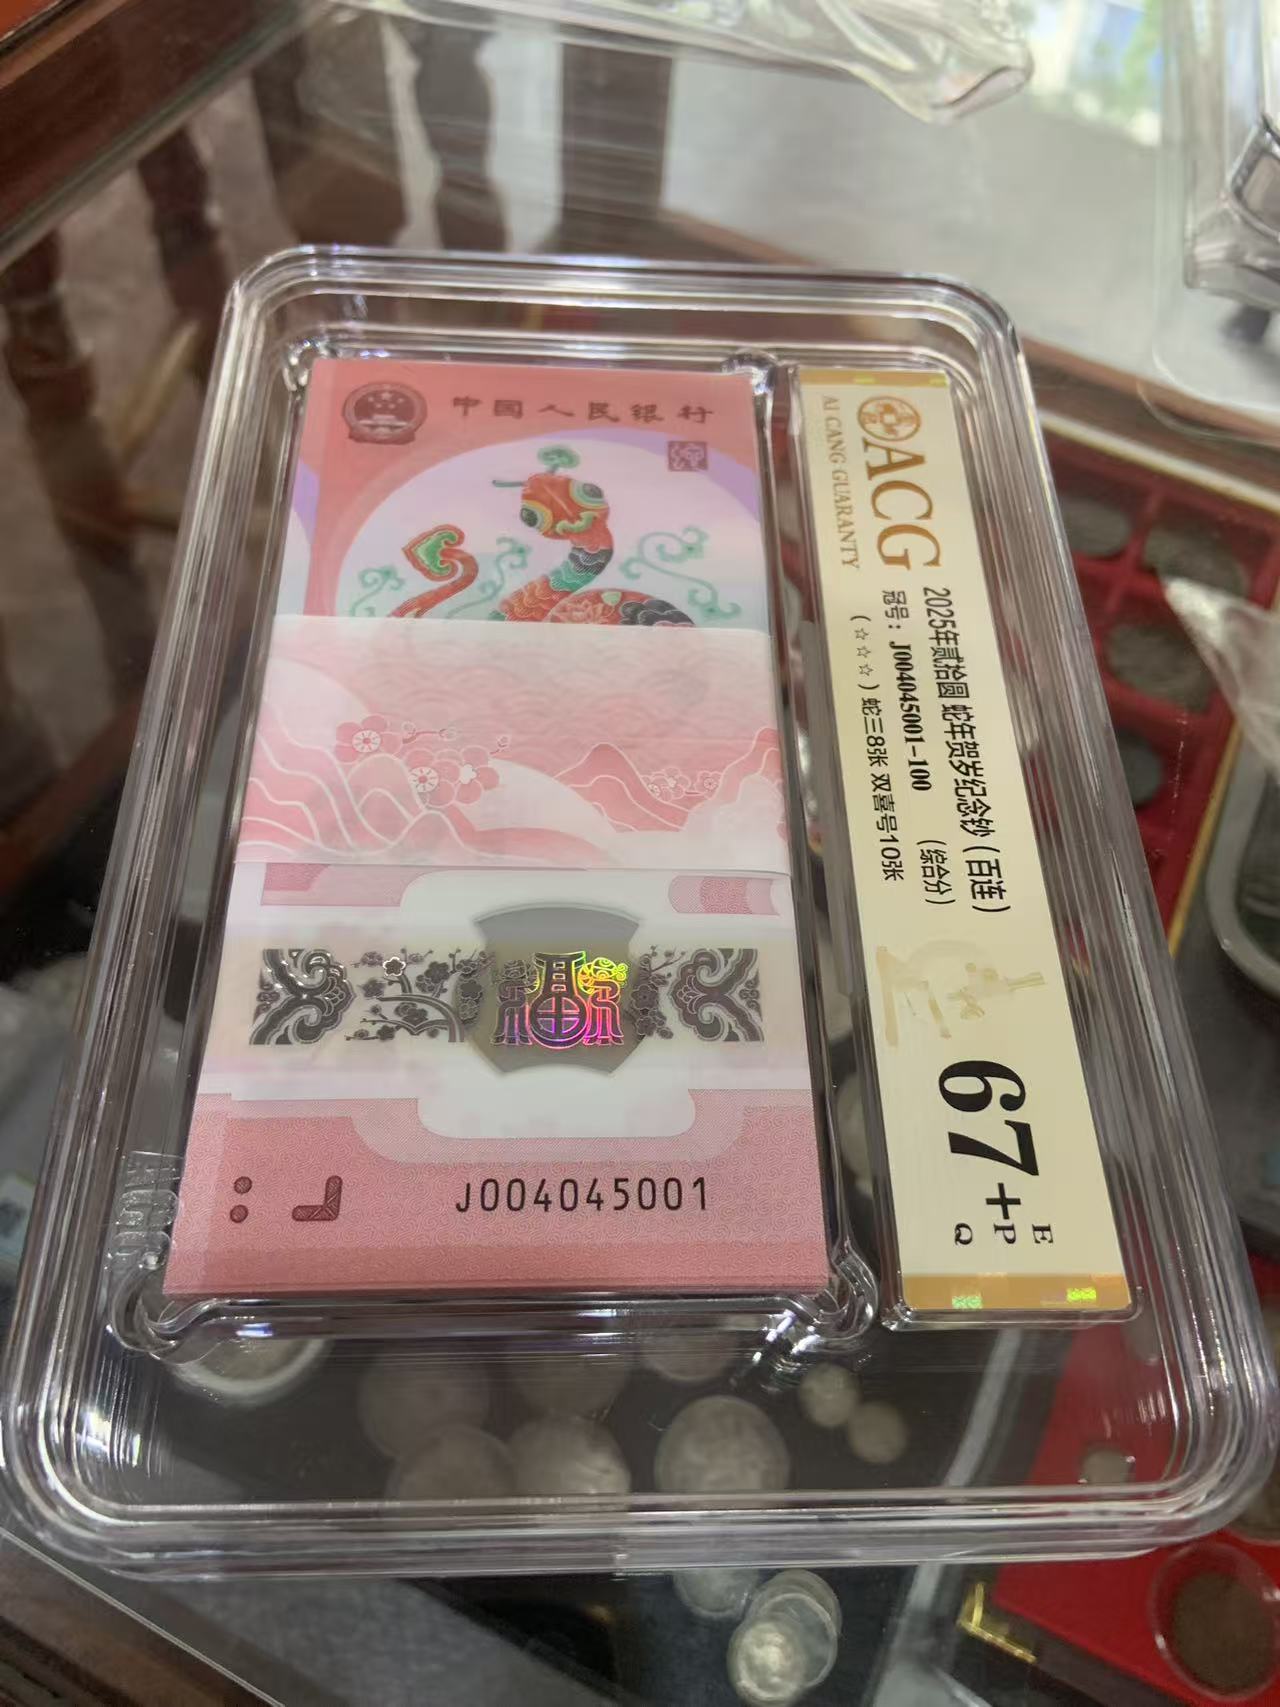 中国人民银行
J004045001
ACG
AI CANG GUARANTY
2025年贰拾圆 蛇年贺岁纪念钞（百连）
冠号：J004045001-100 （综合分）
（☆☆☆）蛇三8张 双喜号10张
67+
E
P
Q